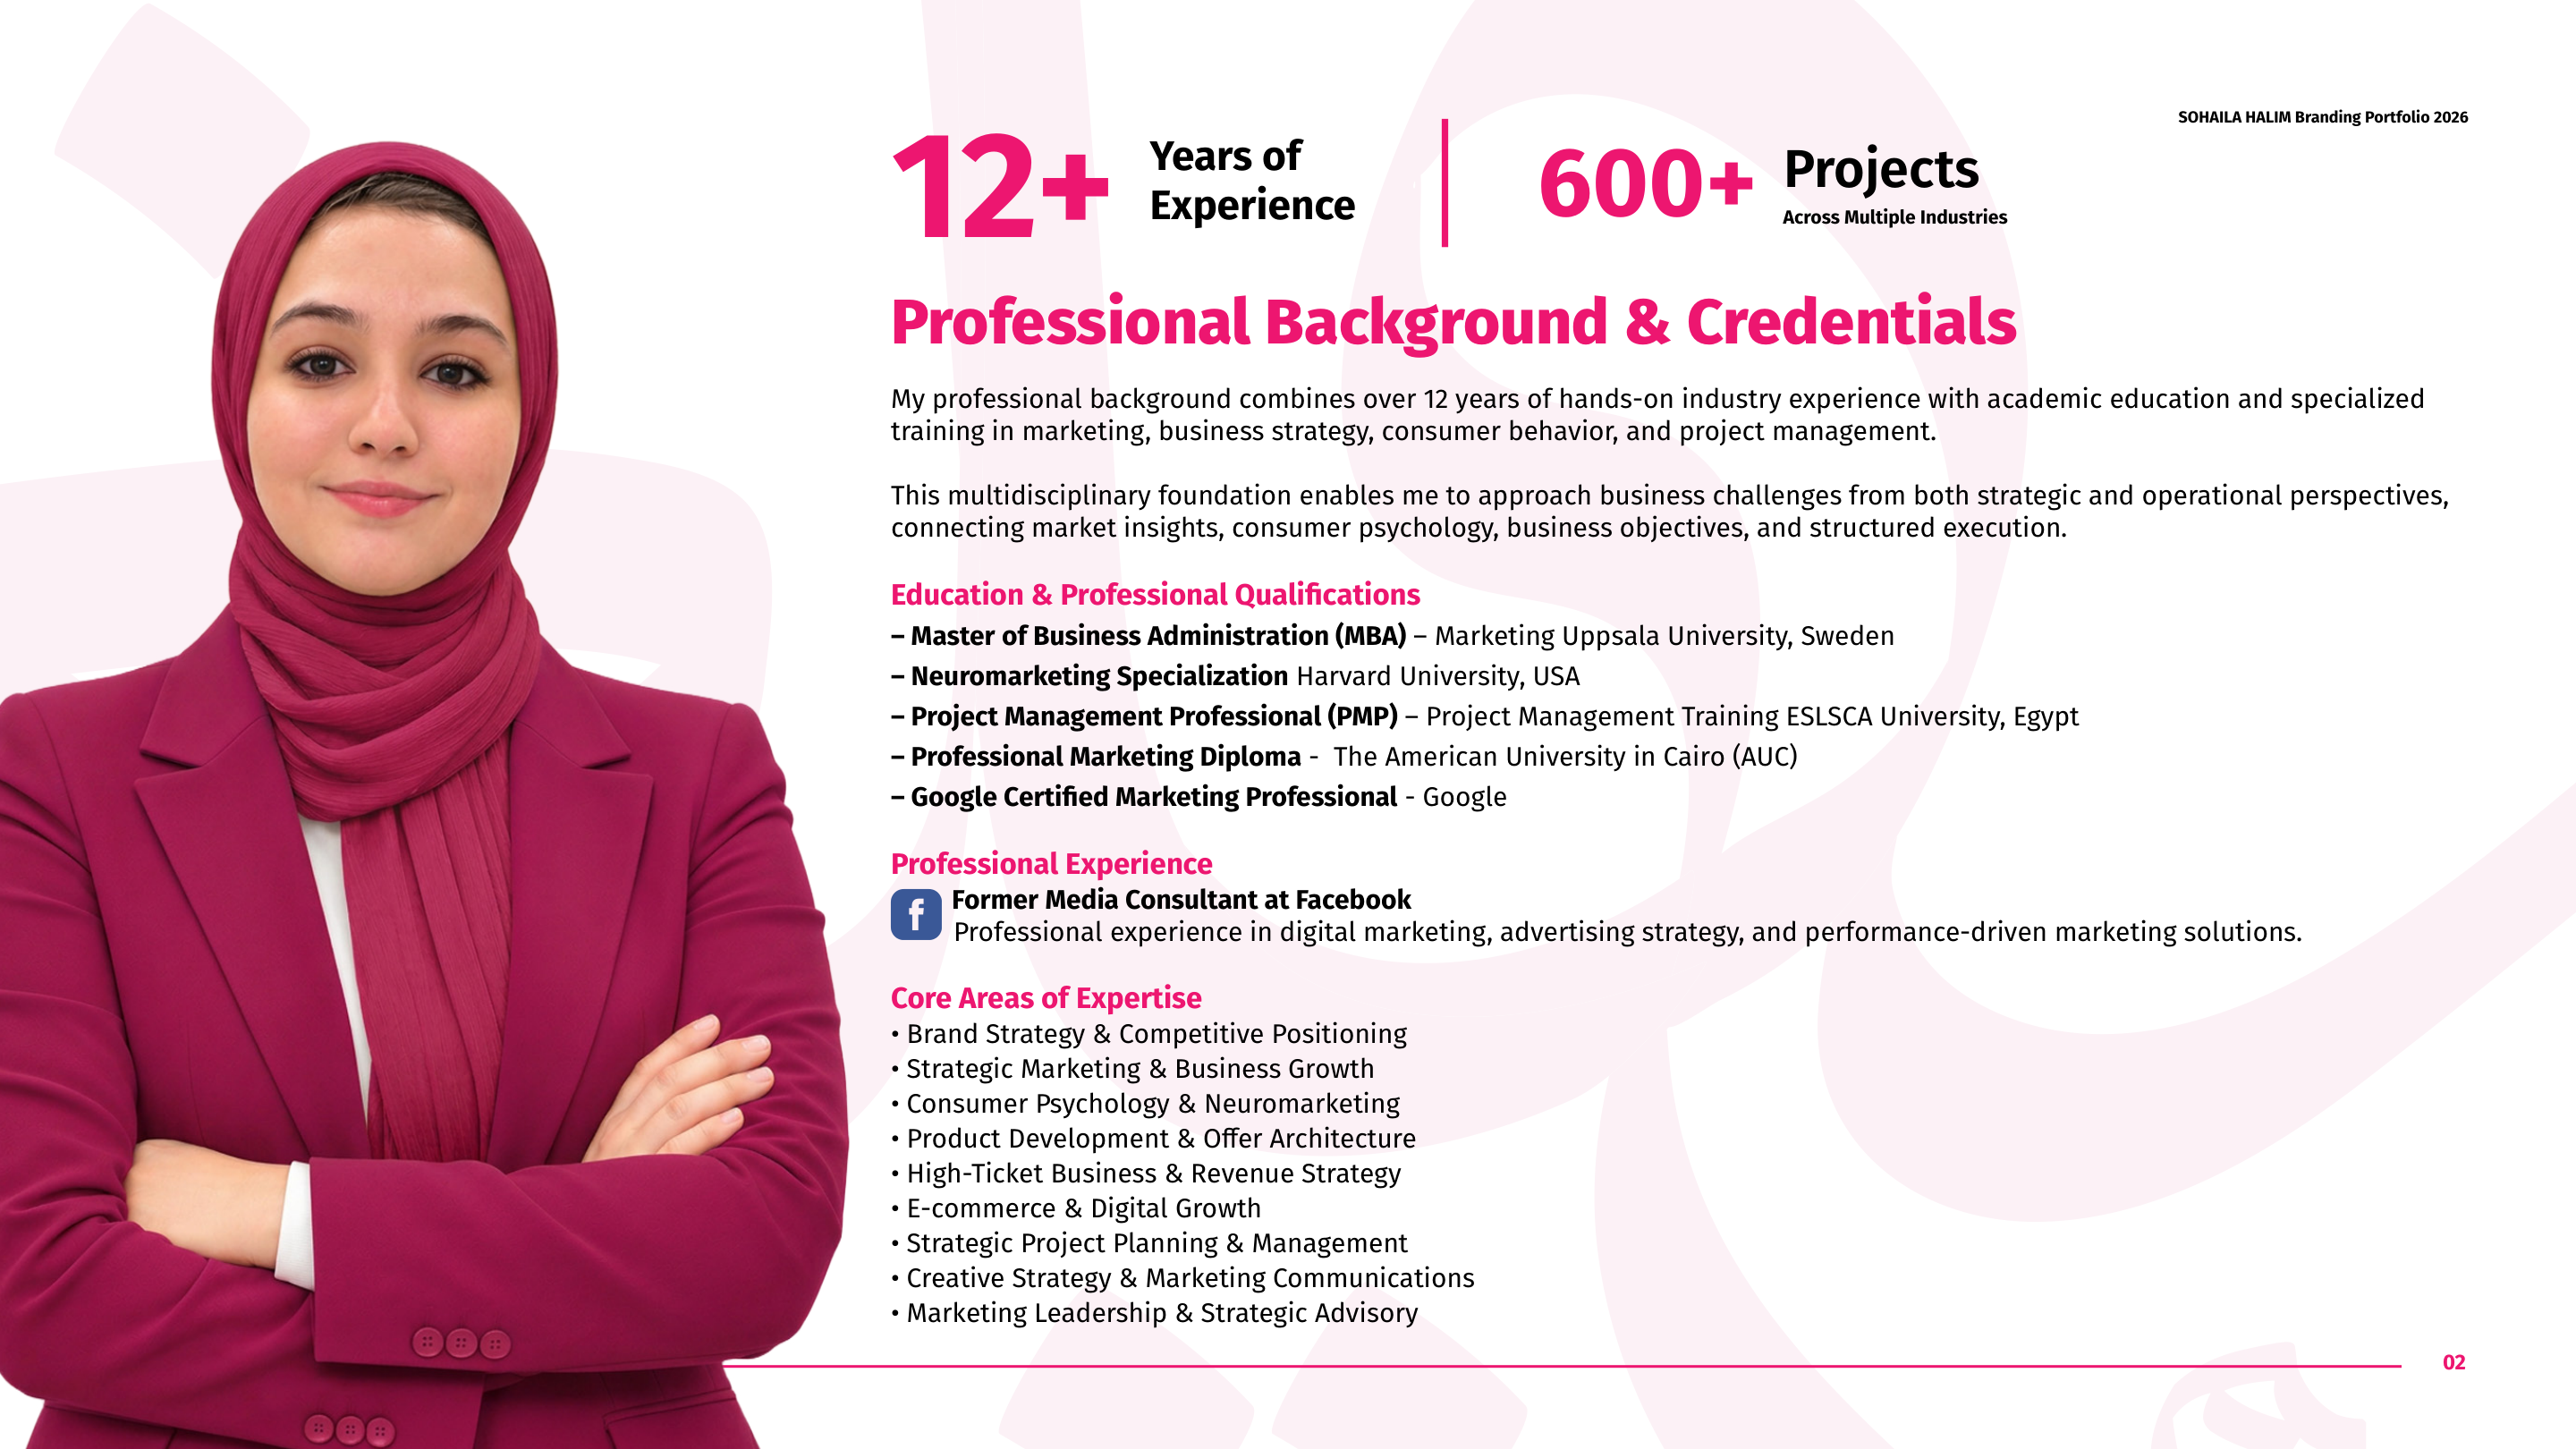 SOHAILA HALIM Branding Portfolio 2026
12+
Years of
Experience
600+
Projects
Across Multiple Industries
Professional Background & Credentials
My professional background combines over 12 years of hands-on industry experience with academic education and specialized
training in marketing, business strategy, consumer behavior, and project management.
This multidisciplinary foundation enables me to approach business challenges from both strategic and operational perspectives,
connecting market insights, consumer psychology, business objectives, and structured execution.
Education & Professional Qualifications
– Master of Business Administration (MBA) – Marketing Uppsala University, Sweden
– Neuromarketing Specialization Harvard University, USA
– Project Management Professional (PMP) – Project Management Training ESLSCA University, Egypt
– Professional Marketing Diploma -  The American University in Cairo (AUC)
– Google Certified Marketing Professional - Google
Professional Experience
f
Former Media Consultant at Facebook
Professional experience in digital marketing, advertising strategy, and performance-driven marketing solutions.
Core Areas of Expertise
• Brand Strategy & Competitive Positioning
• Strategic Marketing & Business Growth
• Consumer Psychology & Neuromarketing
• Product Development & Offer Architecture
• High-Ticket Business & Revenue Strategy
• E-commerce & Digital Growth
• Strategic Project Planning & Management
• Creative Strategy & Marketing Communications
• Marketing Leadership & Strategic Advisory
02